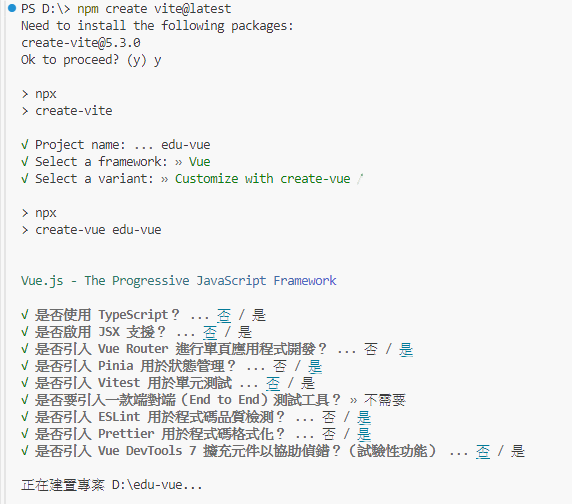 PS D:\> npm create vite@latest
Need to install the following packages:
create-vite@5.3.0
Ok to proceed? (y) y
> npx
> create-vite
√ Project name: ... edu-vue
√ Select a framework: » Vue
√ Select a variant: » Customize with create-vue ↗
> npx
> create-vue edu-vue
Vue.js - The Progressive JavaScript Framework
√ 是否使用 TypeScript？ ... 否 / 是
√ 是否啟用 JSX 支援？ ... 否 / 是
√ 是否引入 Vue Router 進行單頁應用程式開發？ ... 否 / 是
√ 是否引入 Pinia 用於狀態管理？ ... 否 / 是
√ 是否引入 Vitest 用於單元測試 ... 否 / 是
√ 是否要引入一款端對端（End to End）測試工具？ » 不需要
√ 是否引入 ESLint 用於程式碼品質檢測？ ... 否 / 是
√ 是否引入 Prettier 用於程式碼格式化？ ... 否 / 是
√ 是否引入 Vue DevTools 7 擴充元件以協助偵錯？（試驗性功能） ... 否 / 是
正在建置專案 D:\edu-vue...